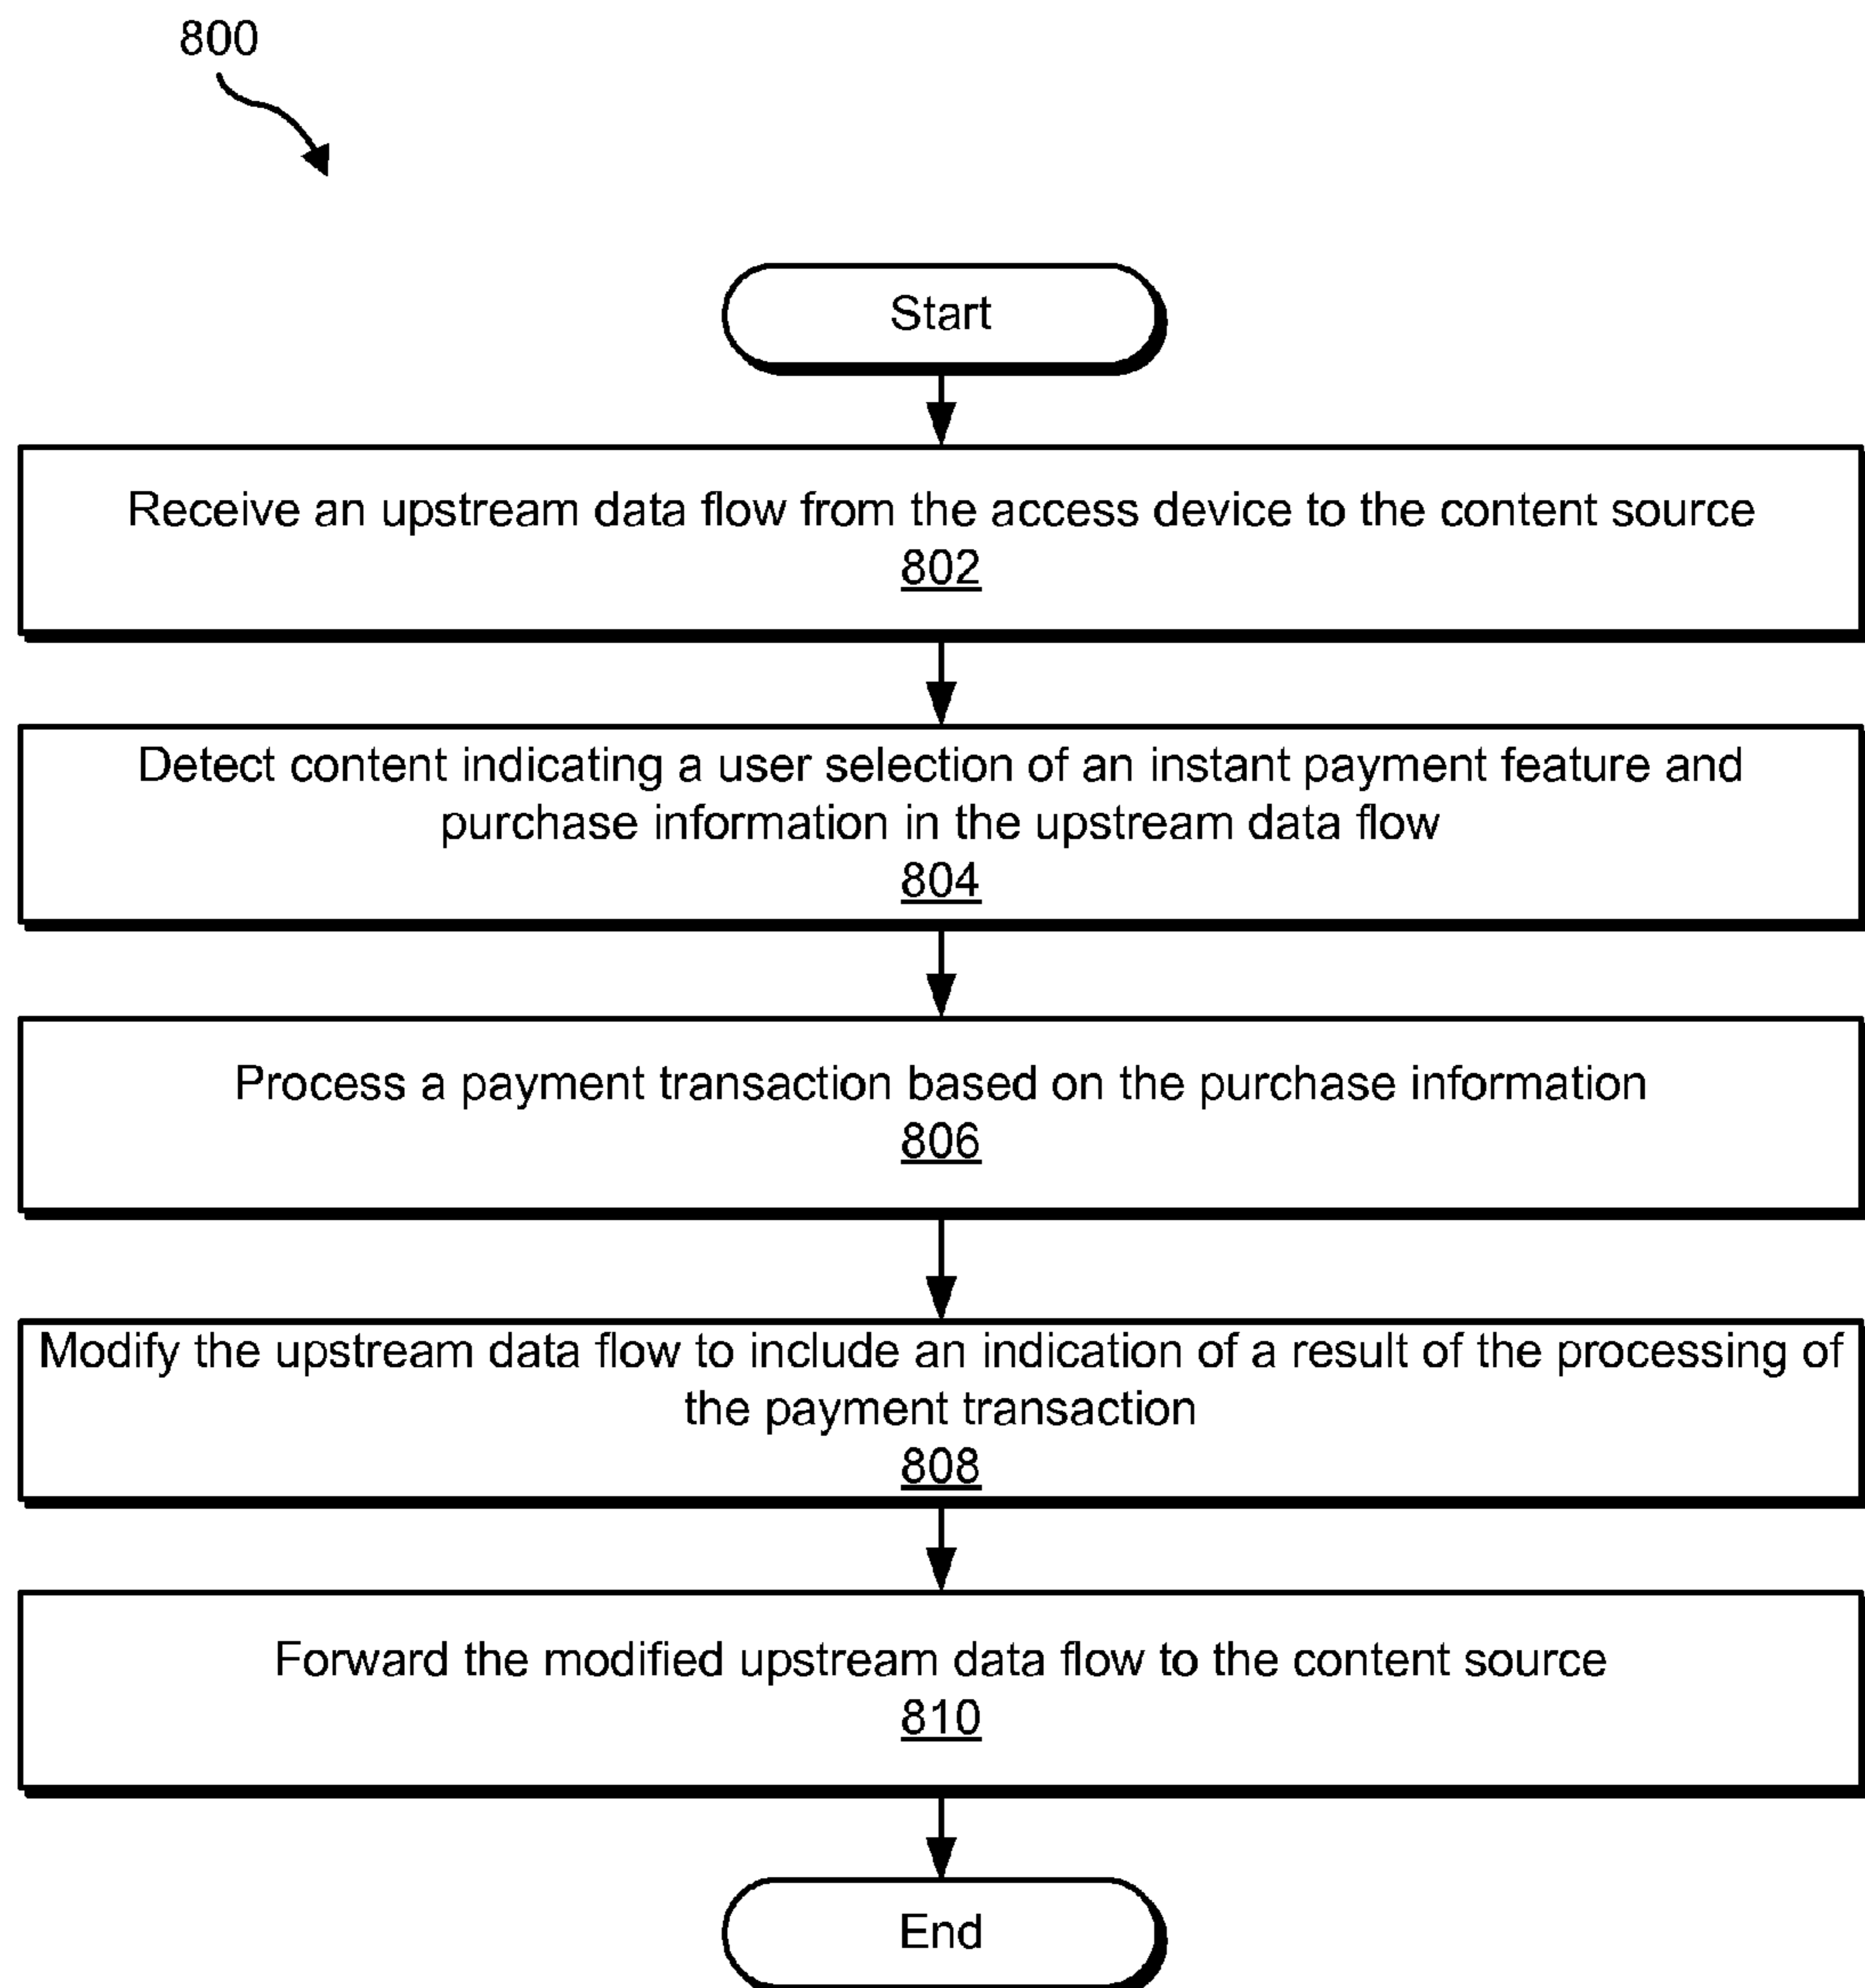 800
Start
Receive an upstream data flow from the access device to the content source
802
Detect content indicating a user selection of an instant payment feature and
purchase information in the upstream data flow
804
Process a payment transaction based on the purchase information
806
Modify the upstream data flow to include an indication of a result of the processing of
the payment transaction
808
Forward the modified upstream data flow to the content source
810
End